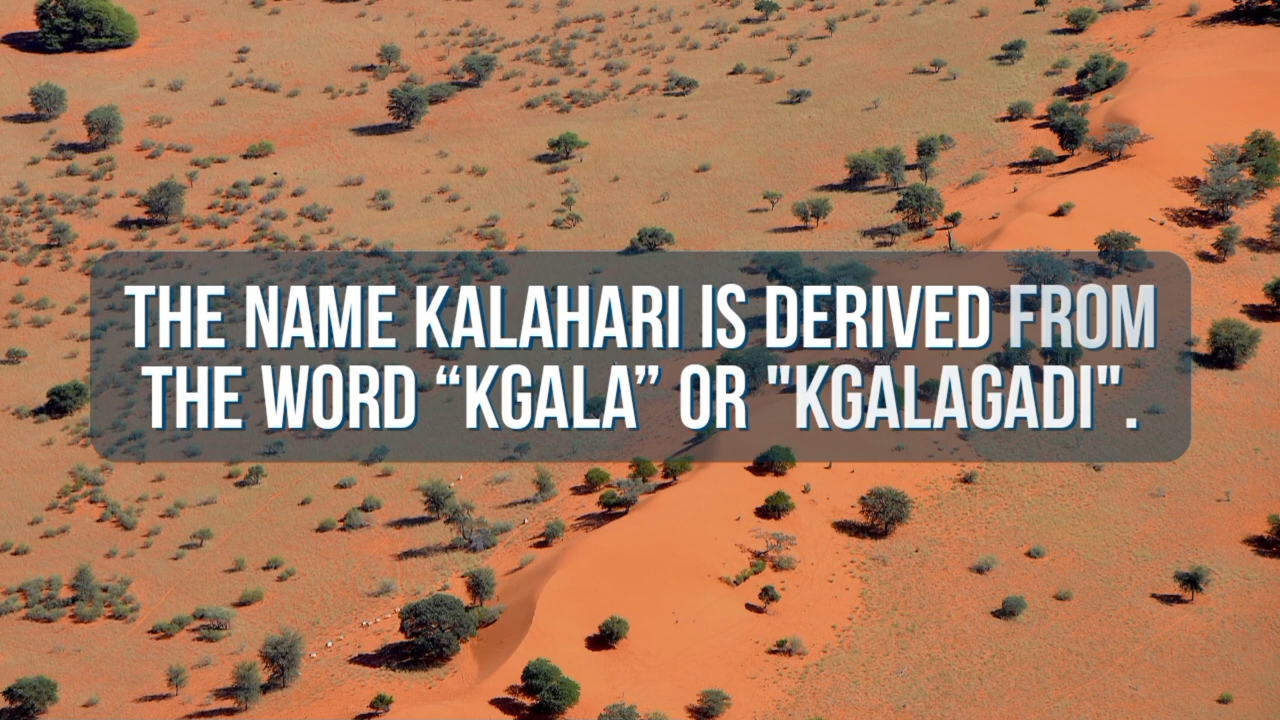 THE NAME KALAHARI IS DERIVED FROM
THE WORD “KGALA” OR "KGALAGADI".